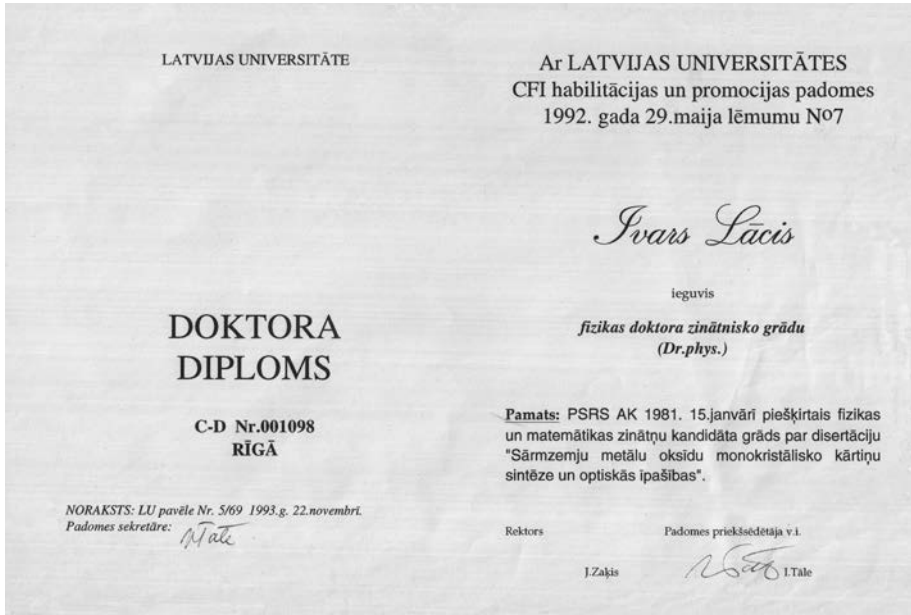 LATVIJAS UNIVERSITĀTE
DOKTORA
DIPLOMS
C-D Nr.001098
RĪGĀ
NORAKSTS: LU pavēle Nr. 5/69 1993.g. 22.novembrī.
Padomes sekretāre:
Ar LATVIJAS UNIVERSITĀTES
CFI habilitācijas un promocijas padomes
1992. gada 29.maija lēmumu Nº7
Ivars Lācis
ieguvis
fizikas doktora zinātnisko grādu
(Dr.phys.)
Pamats: PSRS AK 1981. 15.janvārī piešķirtais fizikas
un matemātikas zinātņu kandidāta grāds par disertāciju
"Sārmzemju metālu oksīdu monokristālisko kārtiņu
sintēze un optiskās īpašības".
Rektors Padomes priekšsēdētāja v.i.
J.Zaķis I.Tāle